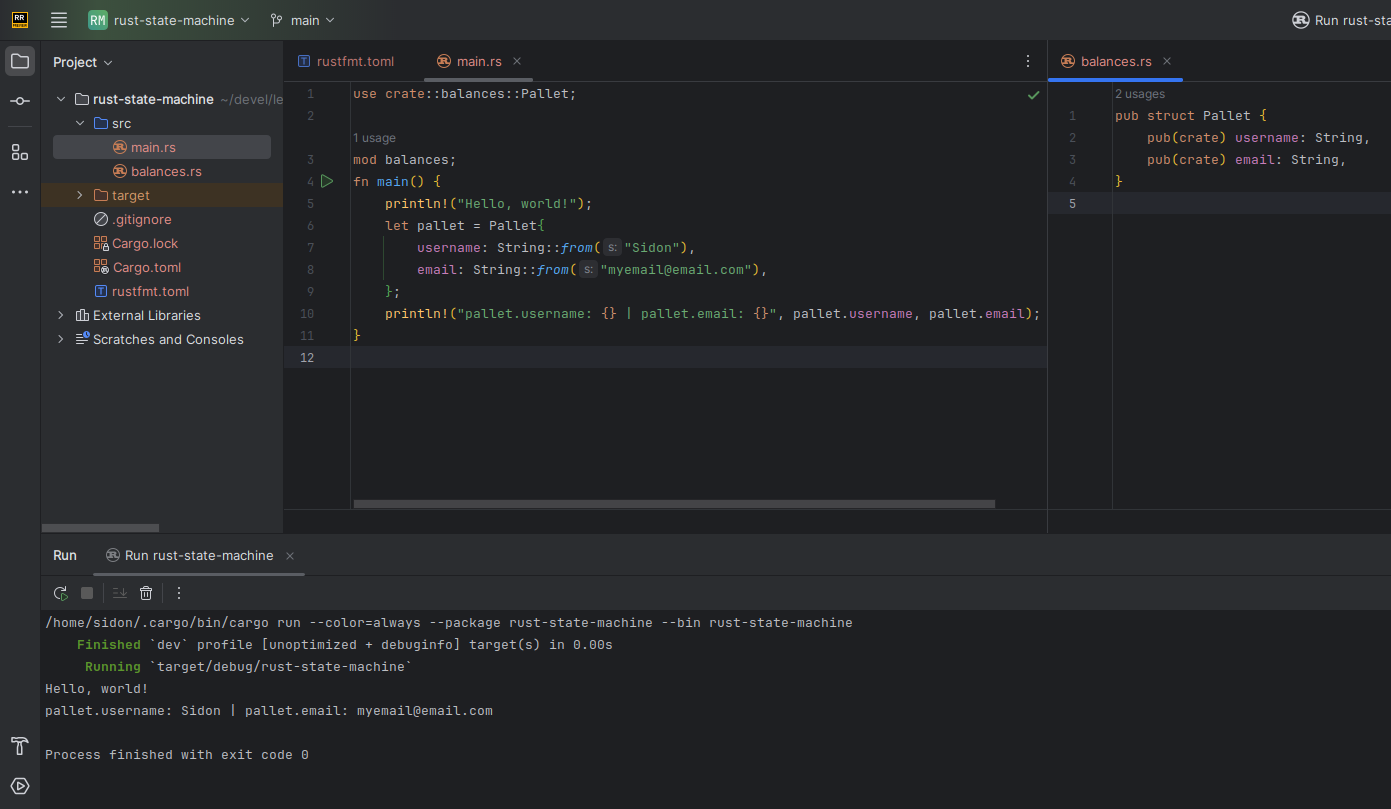 RR
RM rust-state-machine main Run rust-sta
Project
rust-state-machine ~/devel/le
src
main.rs
balances.rs
target
.gitignore
Cargo.lock
Cargo.toml
rustfmt.toml
External Libraries
Scratches and Consoles
rustfmt.toml main.rs
1 use crate::balances::Pallet;
2
1 usage
3 mod balances;
4 fn main() {
5 println!("Hello, world!");
6 let pallet = Pallet{
7 username: String::from( s: "Sidon"),
8 email: String::from( s: "myemail@email.com"),
9 };
10 println!("pallet.username: {} | pallet.email: {}", pallet.username, pallet.email);
11 }
12
balances.rs
2 usages
1 pub struct Pallet {
2 pub(crate) username: String,
3 pub(crate) email: String,
4 }
5
Run Run rust-state-machine
/home/sidon/.cargo/bin/cargo run --color=always --package rust-state-machine --bin rust-state-machine
Finished `dev` profile [unoptimized + debuginfo] target(s) in 0.00s
Running `target/debug/rust-state-machine`
Hello, world!
pallet.username: Sidon | pallet.email: myemail@email.com
Process finished with exit code 0